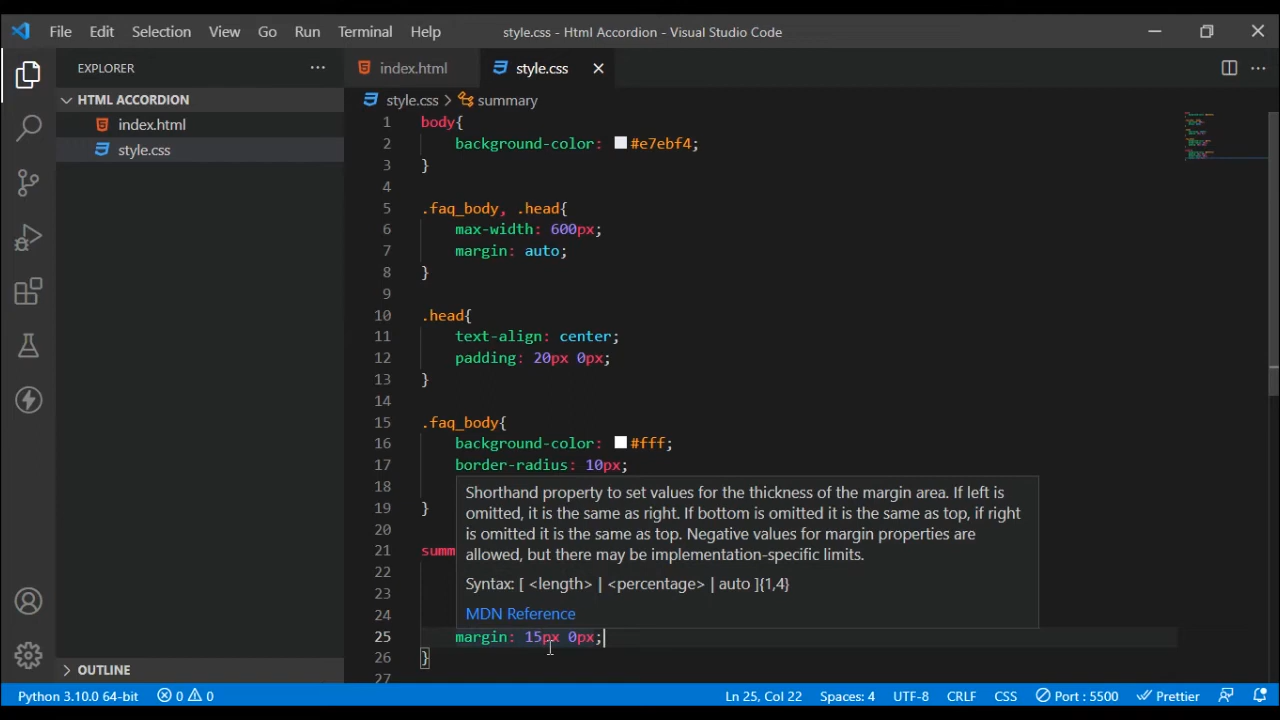 File Edit Selection View Go Run Terminal Help style.css - Html Accordion - Visual Studio Code
EXPLORER
index.html style.css
HTML ACCORDION
style.css > summary
index.html
style.css
1 body{
2 background-color: #e7ebf4;
3 }
4
5 .faq_body, .head{
6 max-width: 600px;
7 margin: auto;
8 }
9
10 .head{
11 text-align: center;
12 padding: 20px 0px;
13 }
14
15 .faq_body{
16 background-color: #fff;
17 border-radius: 10px;
18
19 }
20
21 summ
22
23
24
Shorthand property to set values for the thickness of the margin area. If left is
omitted, it is the same as right. If bottom is omitted it is the same as top, if right
is omitted it is the same as top. Negative values for margin properties are
allowed, but there may be implementation-specific limits.
Syntax: [ <length> | <percentage> | auto ]{1,4}
MDN Reference
25 margin: 15px 0px;
26 }
27
OUTLINE
Python 3.10.0 64-bit 0 0 Ln 25, Col 22 Spaces: 4 UTF-8 CRLF CSS Port : 5500 Prettier